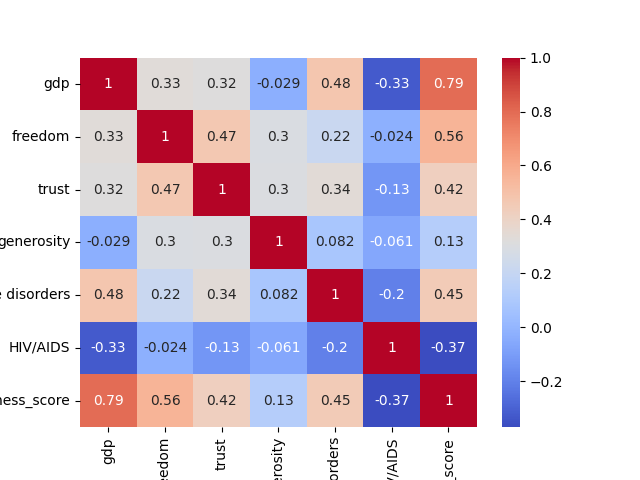 gdp 1 0.33 0.32 -0.029 0.48 -0.33 0.79
freedom 0.33 1 0.47 0.3 0.22 -0.024 0.56
trust 0.32 0.47 1 0.3 0.34 -0.13 0.42
generosity -0.029 0.3 0.3 1 0.082 -0.061 0.13
e disorders 0.48 0.22 0.34 0.082 1 -0.2 0.45
HIV/AIDS -0.33 -0.024 -0.13 -0.061 -0.2 1 -0.37
ness_score 0.79 0.56 0.42 0.13 0.45 -0.37 1
gdp
eedom
trust
erosity
orders
//AIDS
_score
1.0
0.8
0.6
0.4
0.2
0.0
−0.2